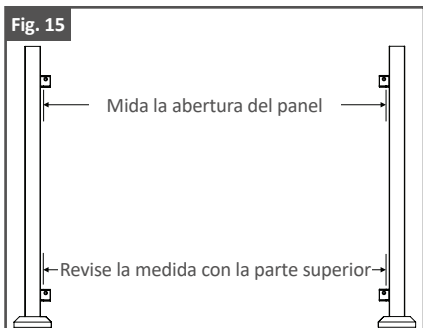 Fig. 15
Mida la abertura del panel
Revise la medida con la parte superior